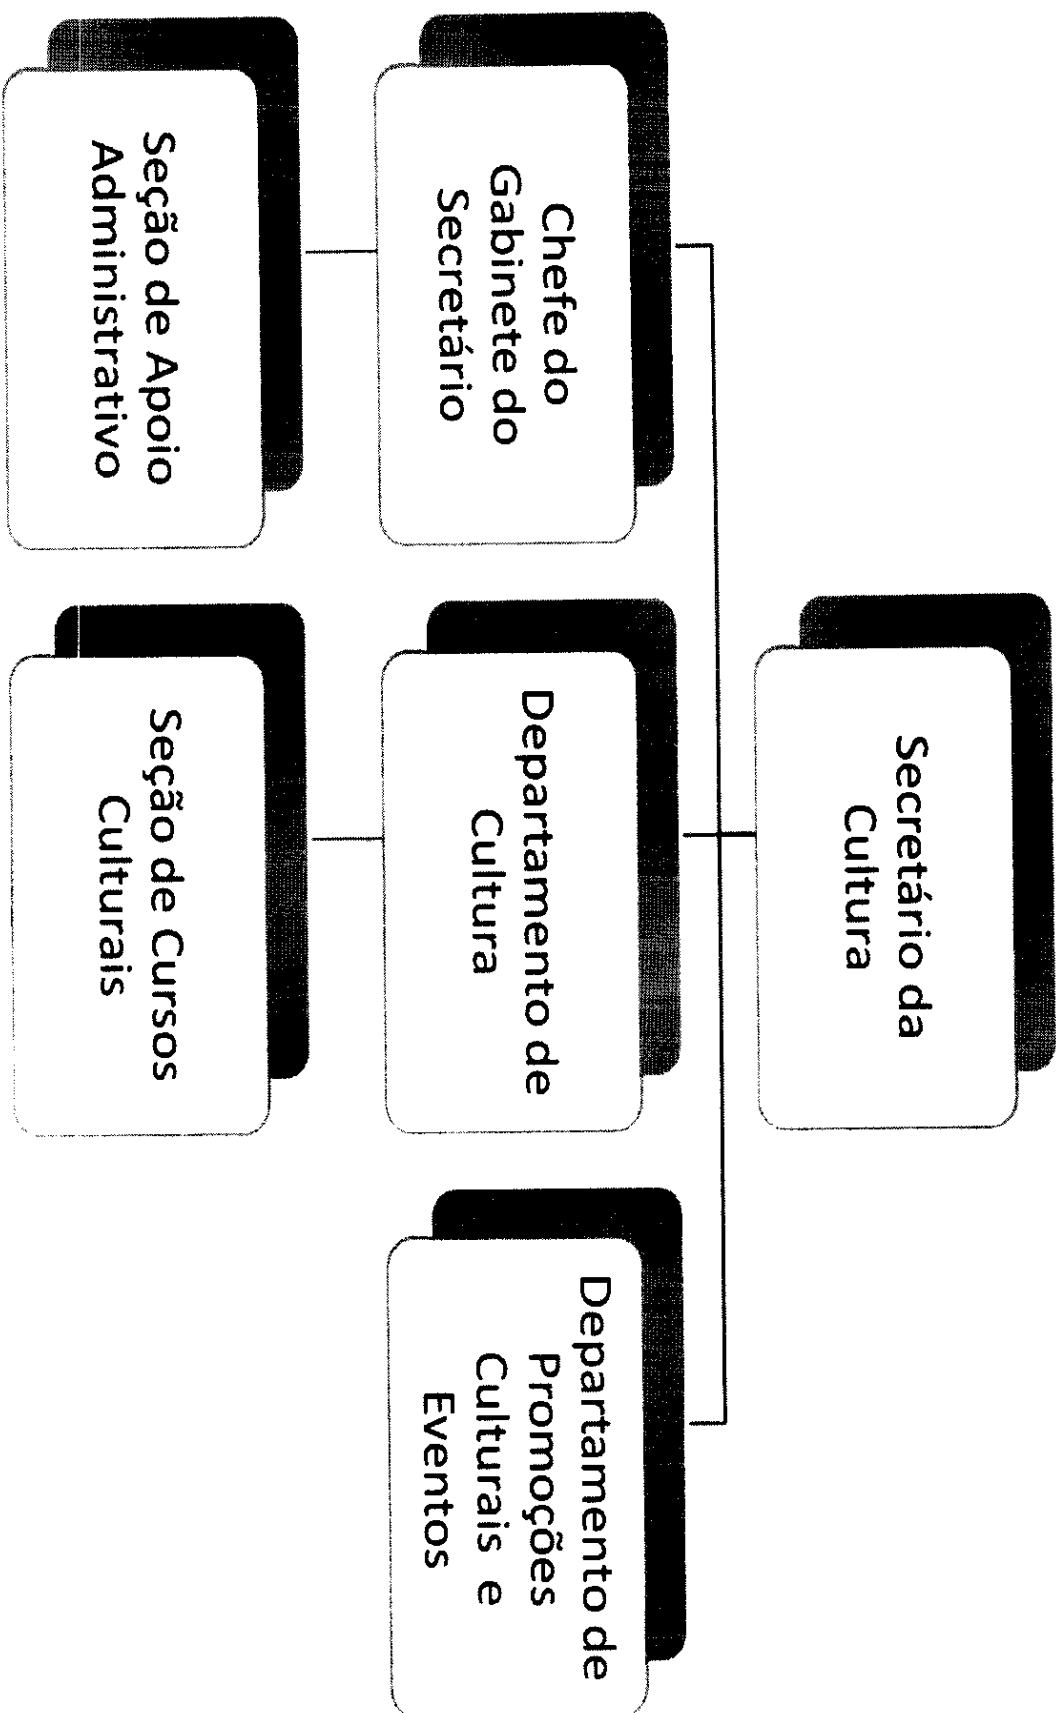 Secretário da
Cultura
Chefe do
Gabinete do
Secretário
Departamento de
Cultura
Departamento de
Promoções
Culturais e
Eventos
Seção de Apoio
Administrativo
Seção de Cursos
Culturais